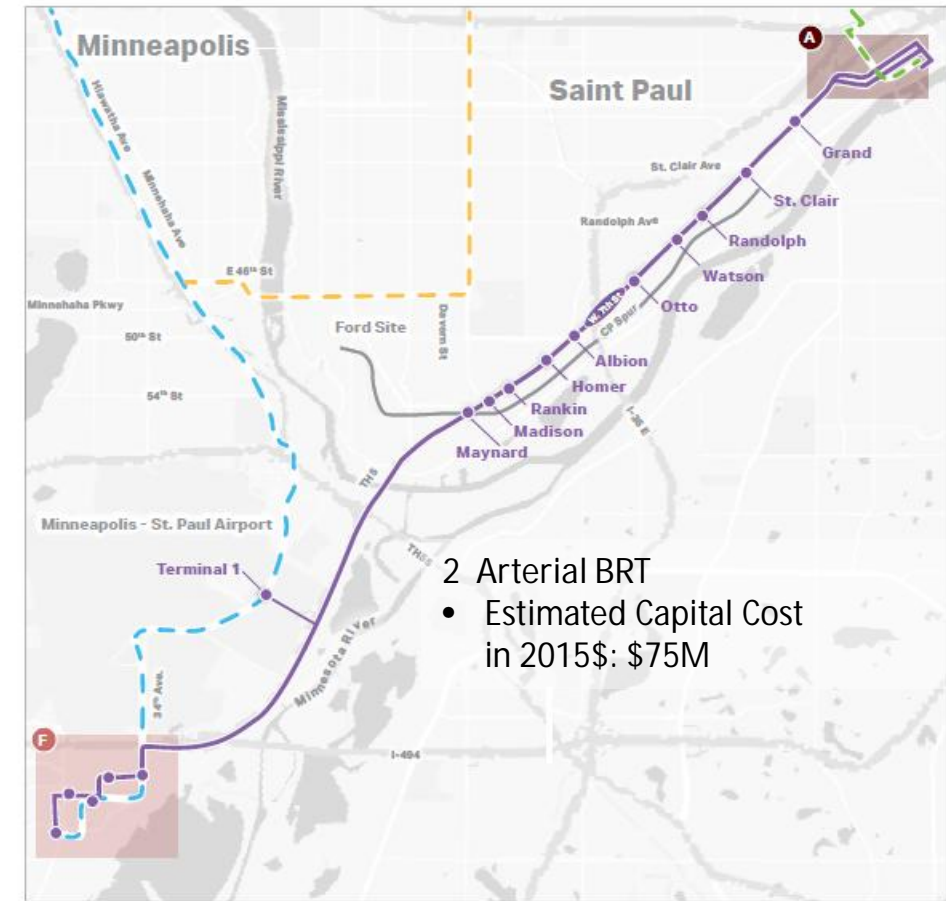 Minneapolis
A
Saint Paul
Hiawatha Ave
Mississippi River
Grand
St. Clair Ave
Minnehaha Ave
St. Clair
Randolph Ave
Randolph
Watson
E 46th St
Otto
W. 7th St
Minnehaha Pkwy
CP Spur
Davern St
Ford Site
50th St
Albion
Homer
54th St
Rankin
I-35 E
Madison
Maynard
TH5
Minneapolis - St. Paul Airport
TH55
Terminal 1
2 Arterial BRT
• Estimated Capital Cost
in 2015$: $75M
Minnesota River
34th Ave.
F
I-494